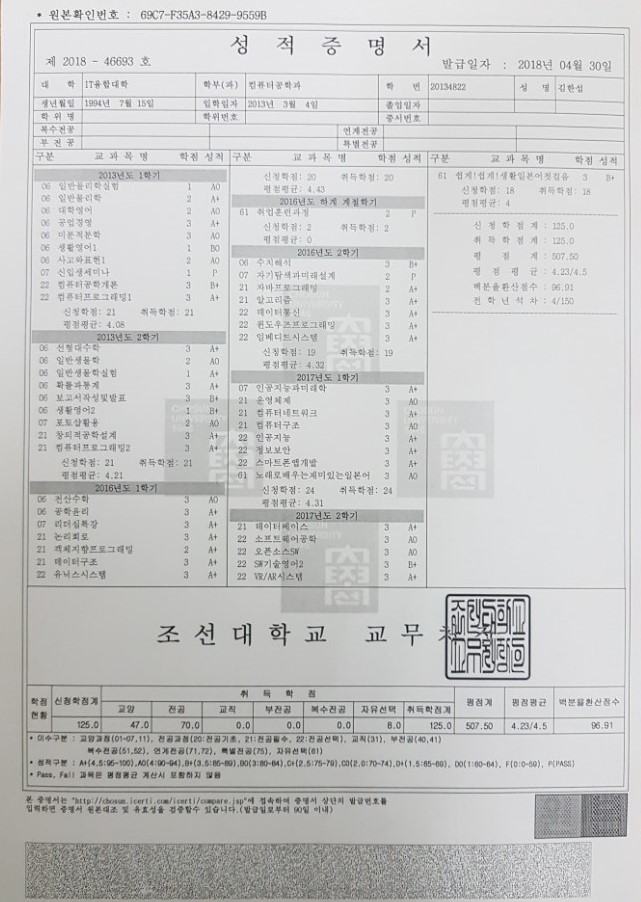 * 원본확인번호 : 69C7-F35A3-8429-9559B
성 적 증 명 서
제 2018 - 46693 호
발급일자 : 2018년 04월 30일
대 학 IT융합대학 학부(과) 컴퓨터공학과 학 번 20134822 성 명 김한섭
생년월일 1994년 7월 15일 입학일자 2013년 3월 4일 졸업일자
학 위 명 학위번호 증서번호
복수전공 연계전공
부 전 공 특별전공
구분 교 과 목 명 학점 성적
2013년도 1학기
06 일반물리학실험 1 A0
06 일반물리학 2 A+
06 대학영어 2 A0
06 공업경영 3 A+
06 미분적분학 3 A0
06 생활영어1 1 B0
06 사고와표현1 2 A0
07 신입생세미나 1 P
22 컴퓨터공학개론 3 B+
22 컴퓨터프로그래밍1 3 A+
신청학점: 21 취득학점: 21
평점평균: 4.08
2013년도 2학기
06 선형대수학 3 A+
06 일반생물학 2 A0
06 일반생물학실험 1 A+
06 확률과통계 3 A+
06 보고서작성및발표 3 B+
06 생활영어2 1 B+
07 포토샵활용 2 A0
21 창의적공학설계 3 A+
21 컴퓨터프로그래밍2 3 A+
신청학점: 21 취득학점: 21
평점평균: 4.21
2016년도 1학기
06 전산수학 3 A0
06 공학윤리 3 A+
07 리더십특강 3 A+
21 논리회로 3 A+
21 객체지향프로그래밍 2 A+
21 데이터구조 3 A+
22 유닉스시스템 3 A+
구분 교 과 목 명 학점 성적
신청학점: 20 취득학점: 20
평점평균: 4.43
2016년도 하계 계절학기
61 취업훈련과정 2 P
신청학점: 2 취득학점: 2
평점평균: 0
2016년도 2학기
06 수치해석 3 B+
07 자기탐색과미래설계 2 P
21 자바프로그래밍 2 A+
21 알고리즘 3 A+
22 데이터통신 3 A+
22 윈도우즈프로그래밍 3 A+
22 임베디드시스템 3 A+
신청학점: 19 취득학점: 19
평점평균: 4.32
2017년도 1학기
07 인공지능과미래학 3 A+
21 운영체제 3 A0
21 컴퓨터네트워크 3 A+
21 컴퓨터구조 3 A0
22 인공지능 3 A+
22 정보보안 3 A+
22 스마트폰앱개발 3 A+
61 노래로배우는재미있는일본어 3 A0
신청학점: 24 취득학점: 24
평점평균: 4.31
2017년도 2학기
21 데이터베이스 3 A+
22 소프트웨어공학 3 A0
22 오픈소스SW 3 A0
22 SW기술영어2 3 B+
22 VR/AR시스템 3 A+
구분 교 과 목 명 학점 성적
61 쉽게!쉽게!생활일본어첫걸음 3 B+
신청학점: 18 취득학점: 18
평점평균: 4
신 청 학 점 계 : 125.0
취 득 학 점 계 : 125.0
평 점 계 : 507.50
평 점 평 균 : 4.23/4.5
백분율환산점수 : 96.91
전 학 년 석 차 : 4/150
조 선 대 학 교 교 무 처
학점 현황 신청학점계 취 득 학 점 평점계 평점평균 백분율환산점수
교양 전공 교직 부전공 복수전공 자유선택 취득학점계
125.0 47.0 70.0 0.0 0.0 0.0 8.0 125.0 507.50 4.23/4.5 96.91
* 이수구분 : 교양과정(01-07,11), 전공과정(20:전공기초, 21:전공필수, 22:전공선택), 교직(31), 부전공(40,41)
복수전공(51,52), 연계전공(71,72), 특별전공(75), 자유선택(61)
* 성적구분 : A+(4.5:95-100),A0(4:90-94),B+(3.5:85-89),B0(3:80-84),C+(2.5:75-79),C0(2.0:70-74),D+(1.5:65-69), D0(1:60-64), F(0:0-59), P(PASS)
* Pass, Fail 과목은 평점평균 계산시 포함하지 않음
본 증명서는 "http://chosun.icerti.com/icerti/compare.jsp"에 접속하여 증명서 상단의 발급번호를
입력하면 증명서 원본대조 및 유효성을 검증할수 있습니다.(발급일로부터 90일 이내)